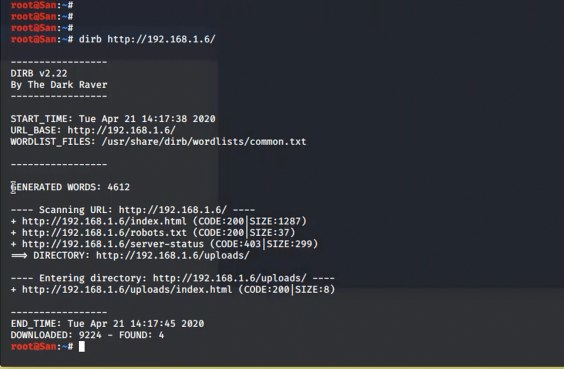 root@San:~#
root@San:~#
root@San:~#
root@San:~# dirb http://192.168.1.6/
-----------------
DIRB v2.22
By The Dark Raver
-----------------
START_TIME: Tue Apr 21 14:17:38 2020
URL_BASE: http://192.168.1.6/
WORDLIST_FILES: /usr/share/dirb/wordlists/common.txt
-----------------
GENERATED WORDS: 4612
---- Scanning URL: http://192.168.1.6/ ----
+ http://192.168.1.6/index.html (CODE:200|SIZE:1287)
+ http://192.168.1.6/robots.txt (CODE:200|SIZE:37)
+ http://192.168.1.6/server-status (CODE:403|SIZE:299)
==> DIRECTORY: http://192.168.1.6/uploads/
---- Entering directory: http://192.168.1.6/uploads/ ----
+ http://192.168.1.6/uploads/index.html (CODE:200|SIZE:8)
-----------------
END_TIME: Tue Apr 21 14:17:45 2020
DOWNLOADED: 9224 - FOUND: 4
root@San:~#